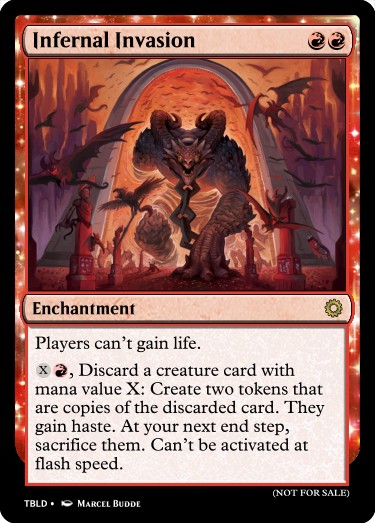 Infernal Invasion
Enchantment
Players can't gain life.
X R, Discard a creature card with
mana value X: Create two tokens that
are copies of the discarded card. They
gain haste. At your next end step,
sacrifice them. Can't be activated at
flash speed.
(NOT FOR SALE)
TBLD • Marcel Budde